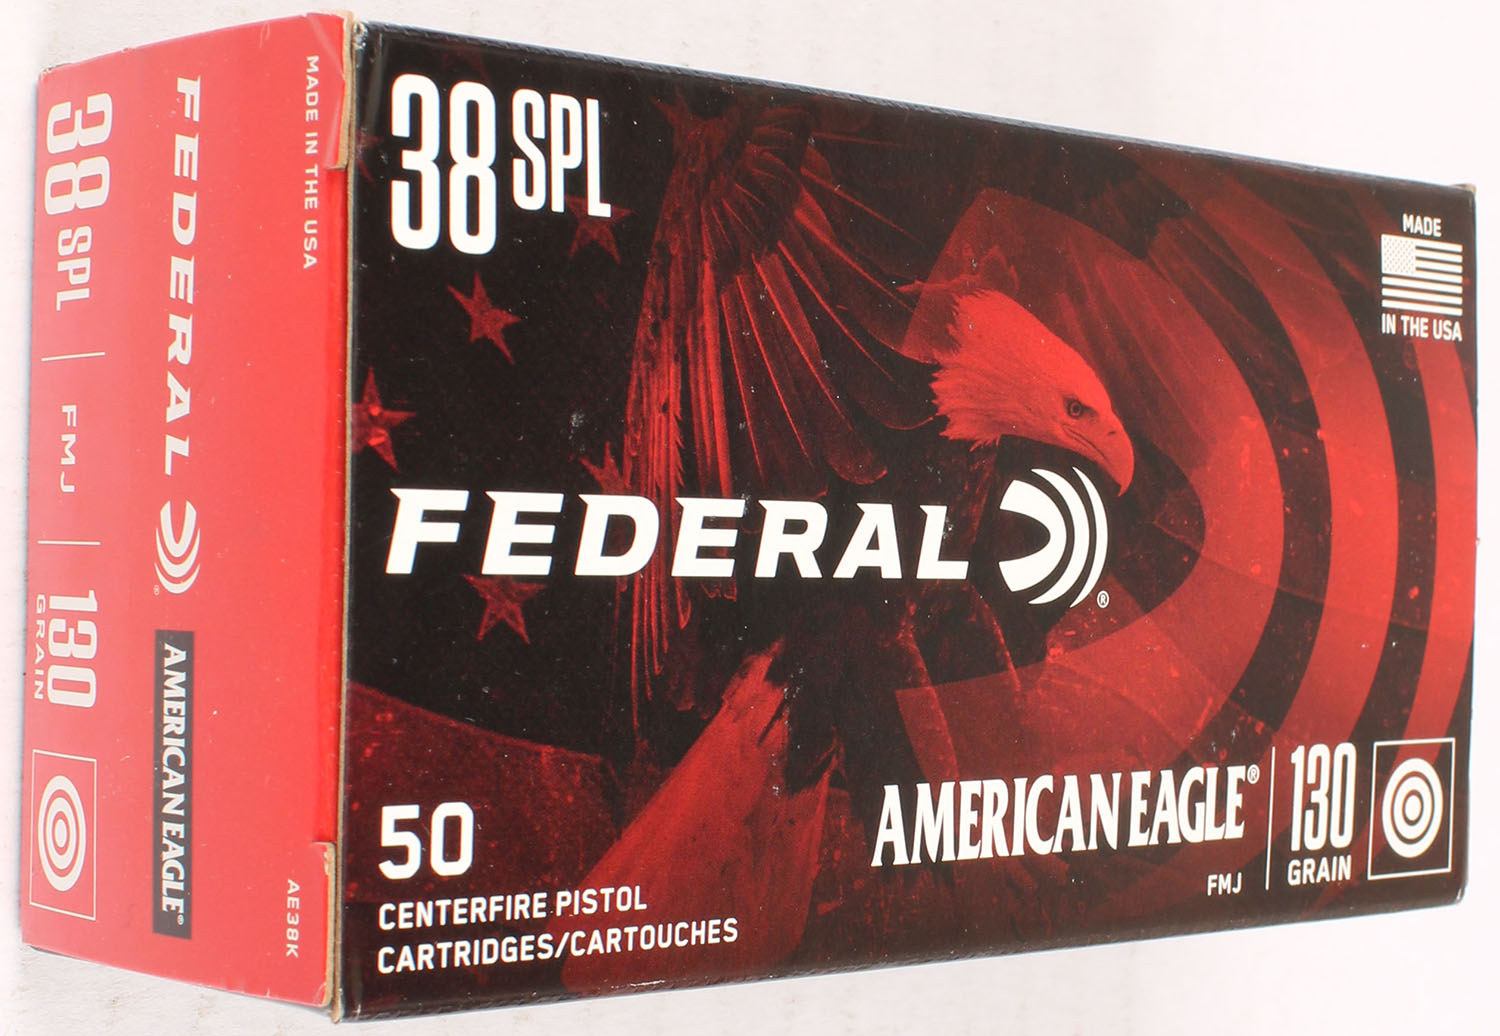 38 SPL
MADE
IN THE USA
FEDERAL®
50
CENTERFIRE PISTOL
CARTRIDGES/CARTOUCHES
AMERICAN EAGLE®
FMJ
130
GRAIN
MADE IN THE USA
FEDERAL®
AMERICAN EAGLE®
38 SPL
FMJ
130
GRAIN
AE38K